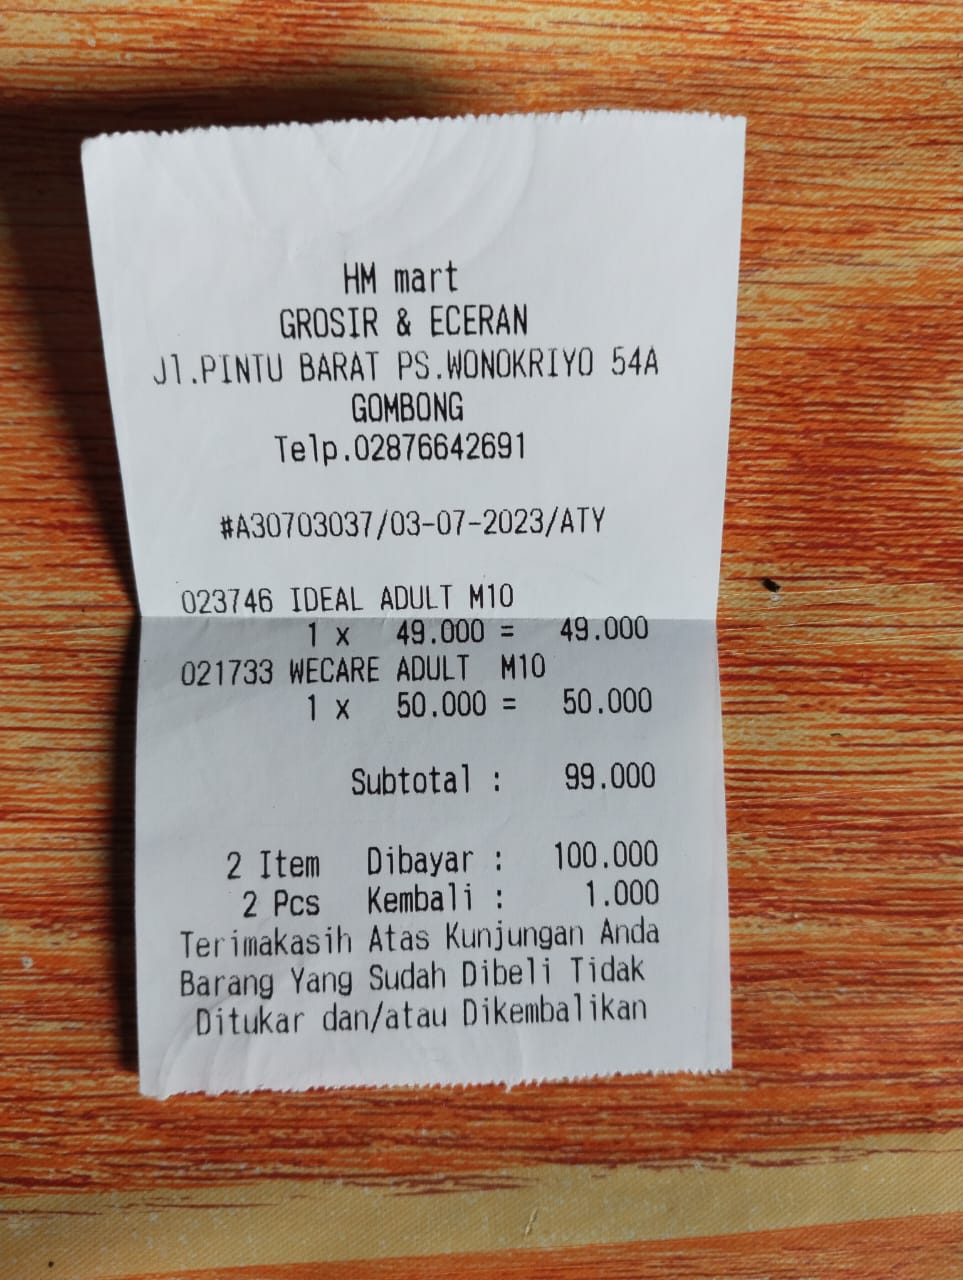 HM mart
GROSIR & ECERAN
Jl.PINTU BARAT PS.WONOKRIYO 54A
GOMBONG
Telp.02876642691
#A30703037/03-07-2023/ATY
023746 IDEAL ADULT M10
1 x 49.000 = 49.000
021733 WECARE ADULT M10
1 x 50.000 = 50.000
Subtotal : 99.000
2 Item Dibayar : 100.000
2 Pcs Kembali : 1.000
Terimakasih Atas Kunjungan Anda
Barang Yang Sudah Dibeli Tidak
Ditukar dan/atau Dikembalikan